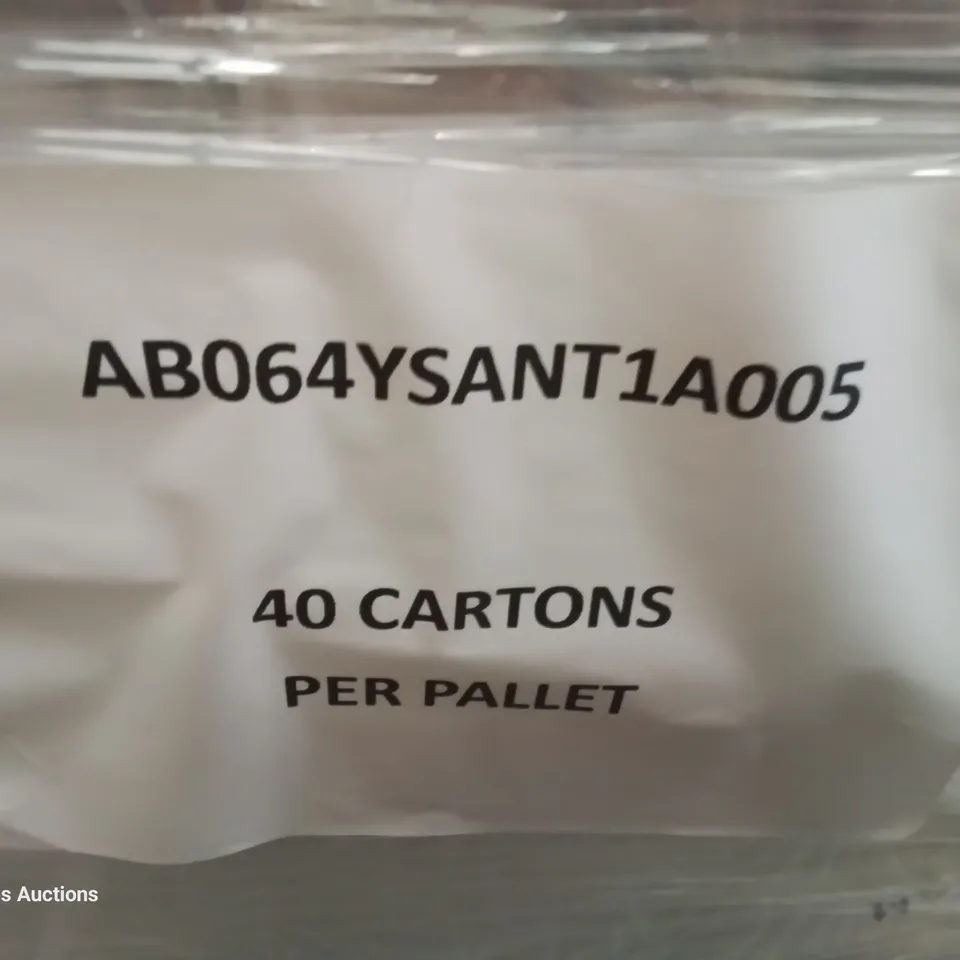 AB064YSANT1A005
40 CARTONS
PER PALLET
s Auctions